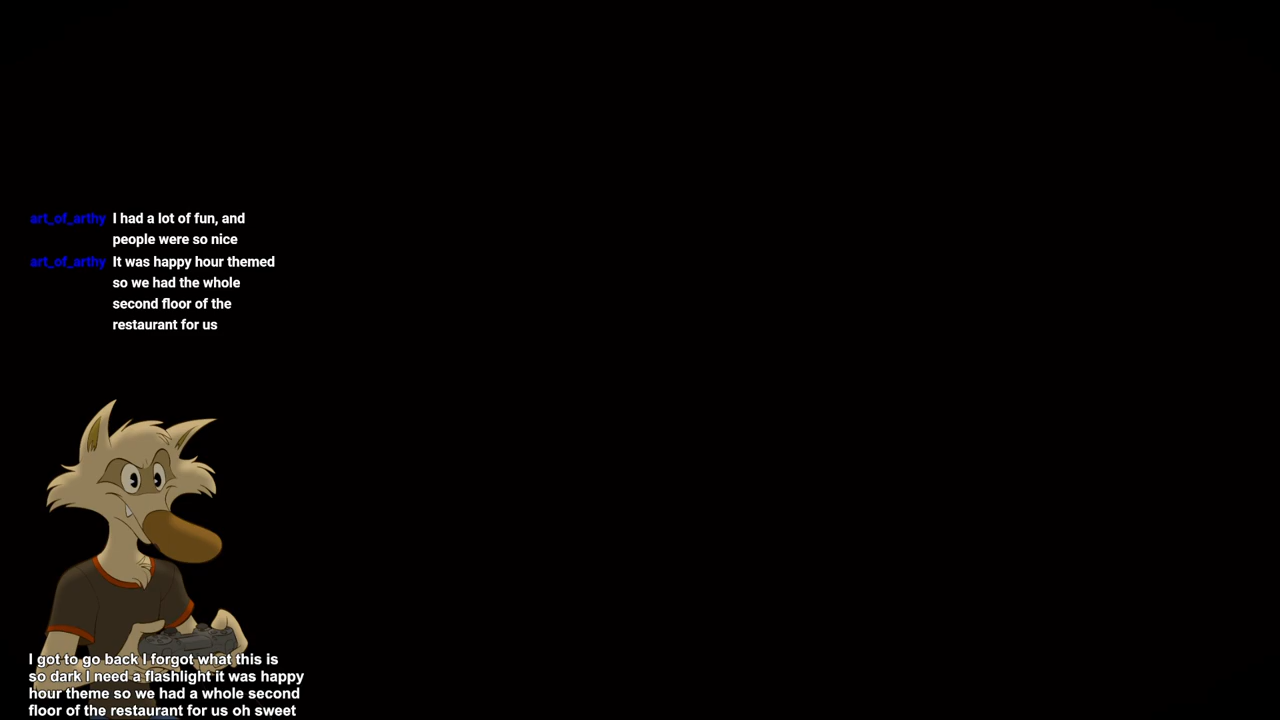 art_of_arthy I had a lot of fun, and
people were so nice
art_of_arthy It was happy hour themed
so we had the whole
second floor of the
restaurant for us
I got to go back I forgot what this is
so dark I need a flashlight it was happy
hour theme so we had a whole second
floor of the restaurant for us oh sweet